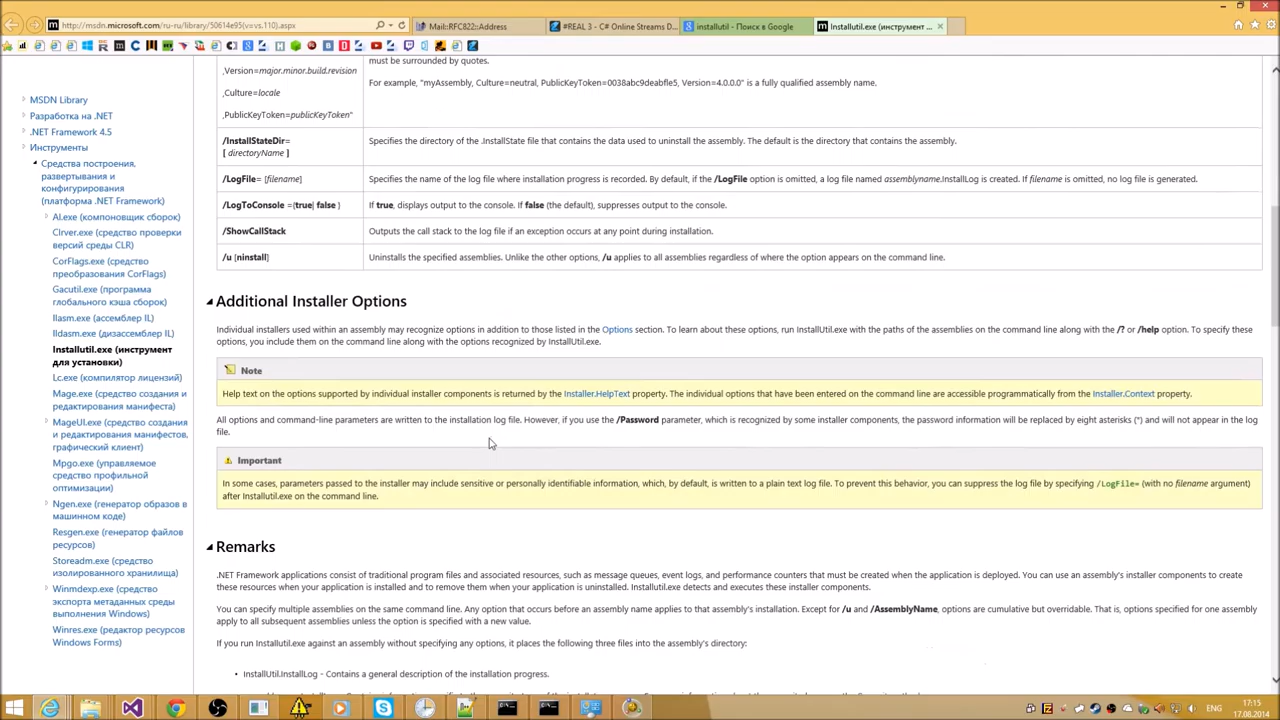 http://msdn.microsoft.com/ru-ru/library/50614e95(v=vs.110).aspx
Mail::RFC822::Address
#REAL 3 - C# Online Streams D...
installutil - Поиск в Google
Installutil.exe (инструмент ...
MSDN Library
Разработка на .NET
.NET Framework 4.5
Инструменты
Средства построения,
развертывания и
конфигурирования
(платформа .NET Framework)
Al.exe (компоновщик сборок)
Clrver.exe (средство проверки
версий среды CLR)
CorFlags.exe (средство
преобразования CorFlags)
Gacutil.exe (программа
глобального кэша сборок)
Ilasm.exe (ассемблер IL)
Ildasm.exe (дизассемблер IL)
Installutil.exe (инструмент
для установки)
Lc.exe (компилятор лицензий)
Mage.exe (средство создания и
редактирования манифеста)
MageUI.exe (средство создания
и редактирования манифестов,
графический клиент)
Mpgo.exe (управляемое
средство профильной
оптимизации)
Ngen.exe (генератор образов в
машинном коде)
Resgen.exe (генератор файлов
ресурсов)
Storeadm.exe (средство
изолированного хранилища)
Winmdexp.exe (средство
экспорта метаданных среды
выполнения Windows)
Winres.exe (редактор ресурсов
Windows Forms)
must be surrounded by quotes.
,Version=major.minor.build.revision
For example, "myAssembly, Culture=neutral, PublicKeyToken=0038abc9deabfle5, Version=4.0.0.0" is a fully qualified assembly name.
,Culture=locale
,PublicKeyToken=publicKeyToken"
/InstallStateDir=
[ directoryName ]
Specifies the directory of the .InstallState file that contains the data used to uninstall the assembly. The default is the directory that contains the assembly.
/LogFile= [filename]
Specifies the name of the log file where installation progress is recorded. By default, if the /LogFile option is omitted, a log file named assemblyname.InstallLog is created. If filename is omitted, no log file is generated.
/LogToConsole ={true| false }
If true, displays output to the console. If false (the default), suppresses output to the console.
/ShowCallStack
Outputs the call stack to the log file if an exception occurs at any point during installation.
/u [ninstall]
Uninstalls the specified assemblies. Unlike the other options, /u applies to all assemblies regardless of where the option appears on the command line.
Additional Installer Options
Individual installers used within an assembly may recognize options in addition to those listed in the Options section. To learn about these options, run InstallUtil.exe with the paths of the assemblies on the command line along with the /? or /help option. To specify these
options, you include them on the command line along with the options recognized by InstallUtil.exe.
Note
Help text on the options supported by individual installer components is returned by the Installer.HelpText property. The individual options that have been entered on the command line are accessible programmatically from the Installer.Context property.
All options and command-line parameters are written to the installation log file. However, if you use the /Password parameter, which is recognized by some installer components, the password information will be replaced by eight asterisks (*) and will not appear in the log
file.
Important
In some cases, parameters passed to the installer may include sensitive or personally identifiable information, which, by default, is written to a plain text log file. To prevent this behavior, you can suppress the log file by specifying /LogFile= (with no filename argument)
after Installutil.exe on the command line.
Remarks
.NET Framework applications consist of traditional program files and associated resources, such as message queues, event logs, and performance counters that must be created when the application is deployed. You can use an assembly's installer components to create
these resources when your application is installed and to remove them when your application is uninstalled. Installutil.exe detects and executes these installer components.
You can specify multiple assemblies on the same command line. Any option that occurs before an assembly name applies to that assembly's installation. Except for /u and /AssemblyName, options are cumulative but overridable. That is, options specified for one assembly
apply to all subsequent assemblies unless the option is specified with a new value.
If you run Installutil.exe against an assembly without specifying any options, it places the following three files into the assembly's directory:
InstallUtil.InstallLog - Contains a general description of the installation progress.
ENG
17:15
17.08.2014